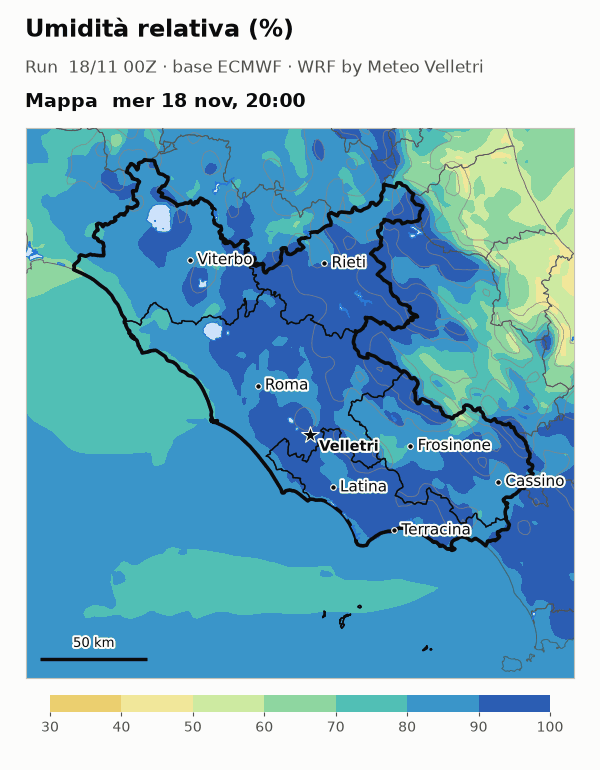 Umidità relativa (%)
Run  18/11 00Z · base ECMWF · WRF by Meteo Velletri
Mappa  mer 18 nov, 20:00
Viterbo
Rieti
Roma
Velletri
Frosinone
Cassino
Latina
Terracina
50 km
30 40 50 60 70 80 90 100